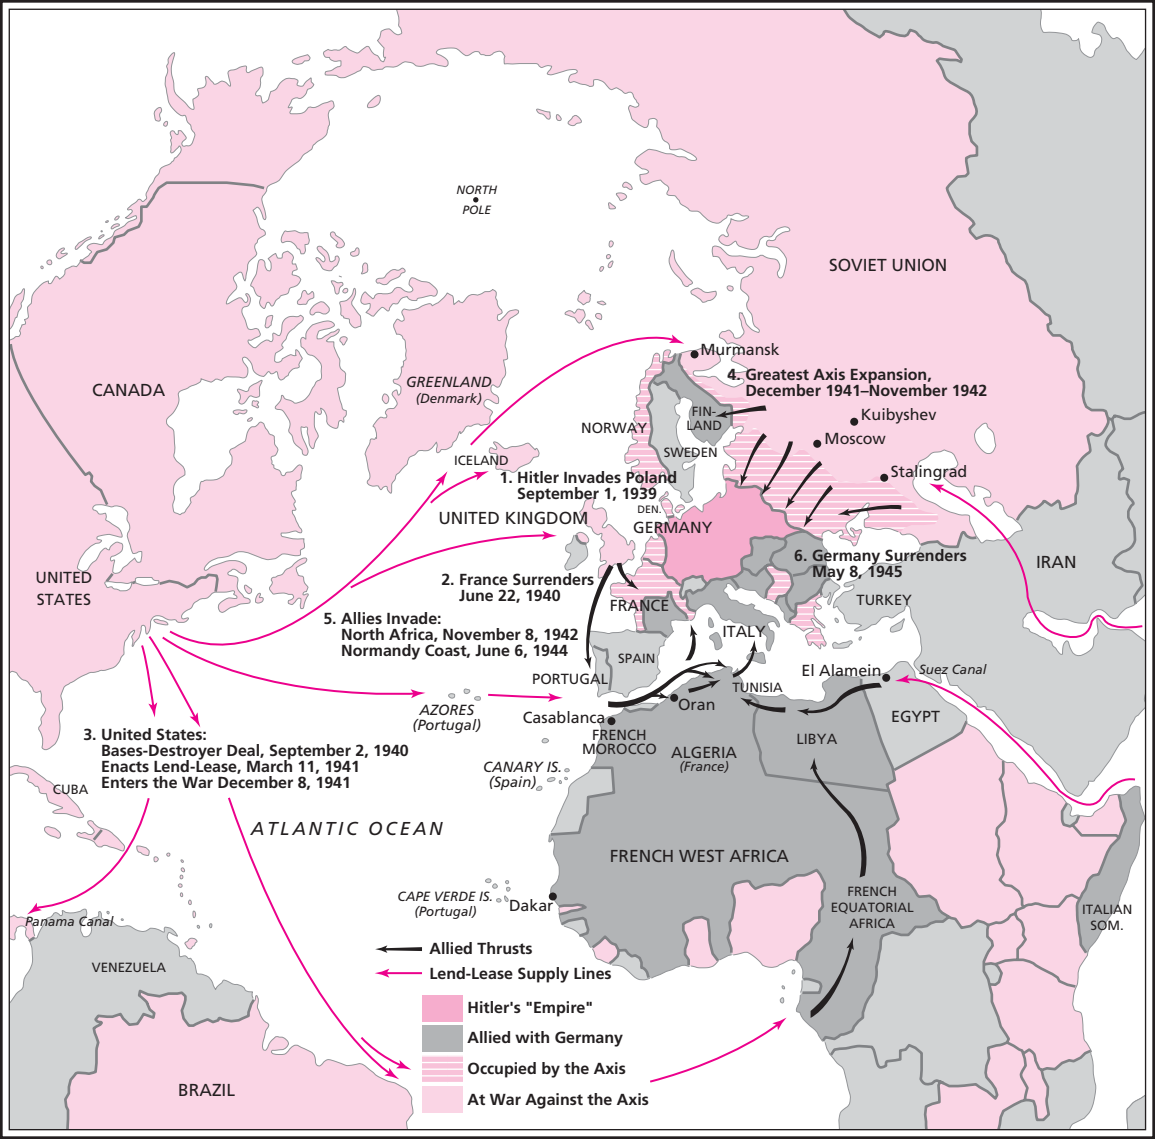 NORTH
POLE
SOVIET UNION
Murmansk
CANADA
GREENLAND
(Denmark)
4. Greatest Axis Expansion,
December 1941–November 1942
FIN-
LAND
Kuibyshev
NORWAY
Moscow
SWEDEN
ICELAND
Stalingrad
1. Hitler Invades Poland
September 1, 1939
DEN.
UNITED KINGDOM
GERMANY
6. Germany Surrenders
May 8, 1945
IRAN
UNITED
STATES
2. France Surrenders
June 22, 1940
FRANCE
TURKEY
5. Allies Invade:
North Africa, November 8, 1942
Normandy Coast, June 6, 1944
ITALY
SPAIN
PORTUGAL
El Alamein
Suez Canal
TUNISIA
AZORES
(Portugal)
Oran
Casablanca
EGYPT
FRENCH
MOROCCO
LIBYA
3. United States:
Bases-Destroyer Deal, September 2, 1940
Enacts Lend-Lease, March 11, 1941
Enters the War December 8, 1941
ALGERIA
(France)
CANARY IS.
(Spain)
CUBA
ATLANTIC OCEAN
FRENCH WEST AFRICA
CAPE VERDE IS.
(Portugal)
Dakar
FRENCH
EQUATORIAL
AFRICA
ITALIAN
SOM.
Panama Canal
VENEZUELA
Allied Thrusts
Lend-Lease Supply Lines
Hitler's "Empire"
Allied with Germany
Occupied by the Axis
At War Against the Axis
BRAZIL